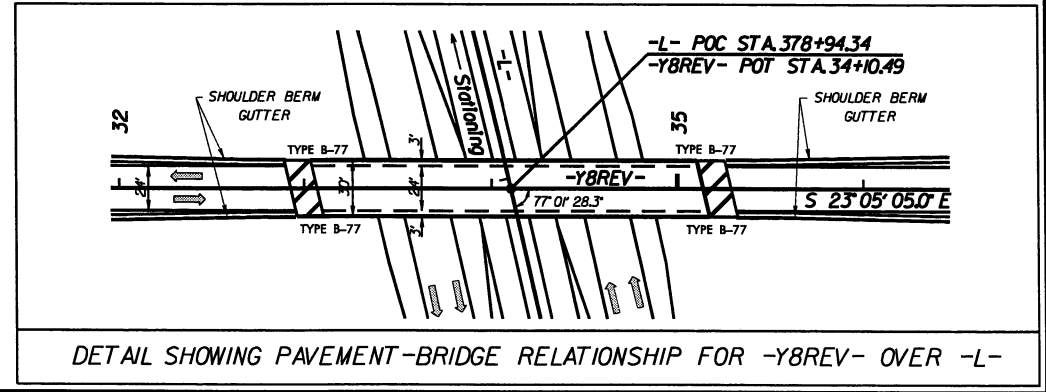 -L- POC STA. 378+94.34
-Y8REV- POT STA. 34+10.49
SHOULDER BERM
GUTTER
SHOULDER BERM
GUTTER
32
Stationing
-L-
35
TYPE B-77
TYPE B-77
3'
24'
30'
24'
-Y8REV-
77° 01' 28.3"
S 23° 05' 05.0" E
TYPE B-77
3'
TYPE B-77
DETAIL SHOWING PAVEMENT-BRIDGE RELATIONSHIP FOR -Y8REV- OVER -L-